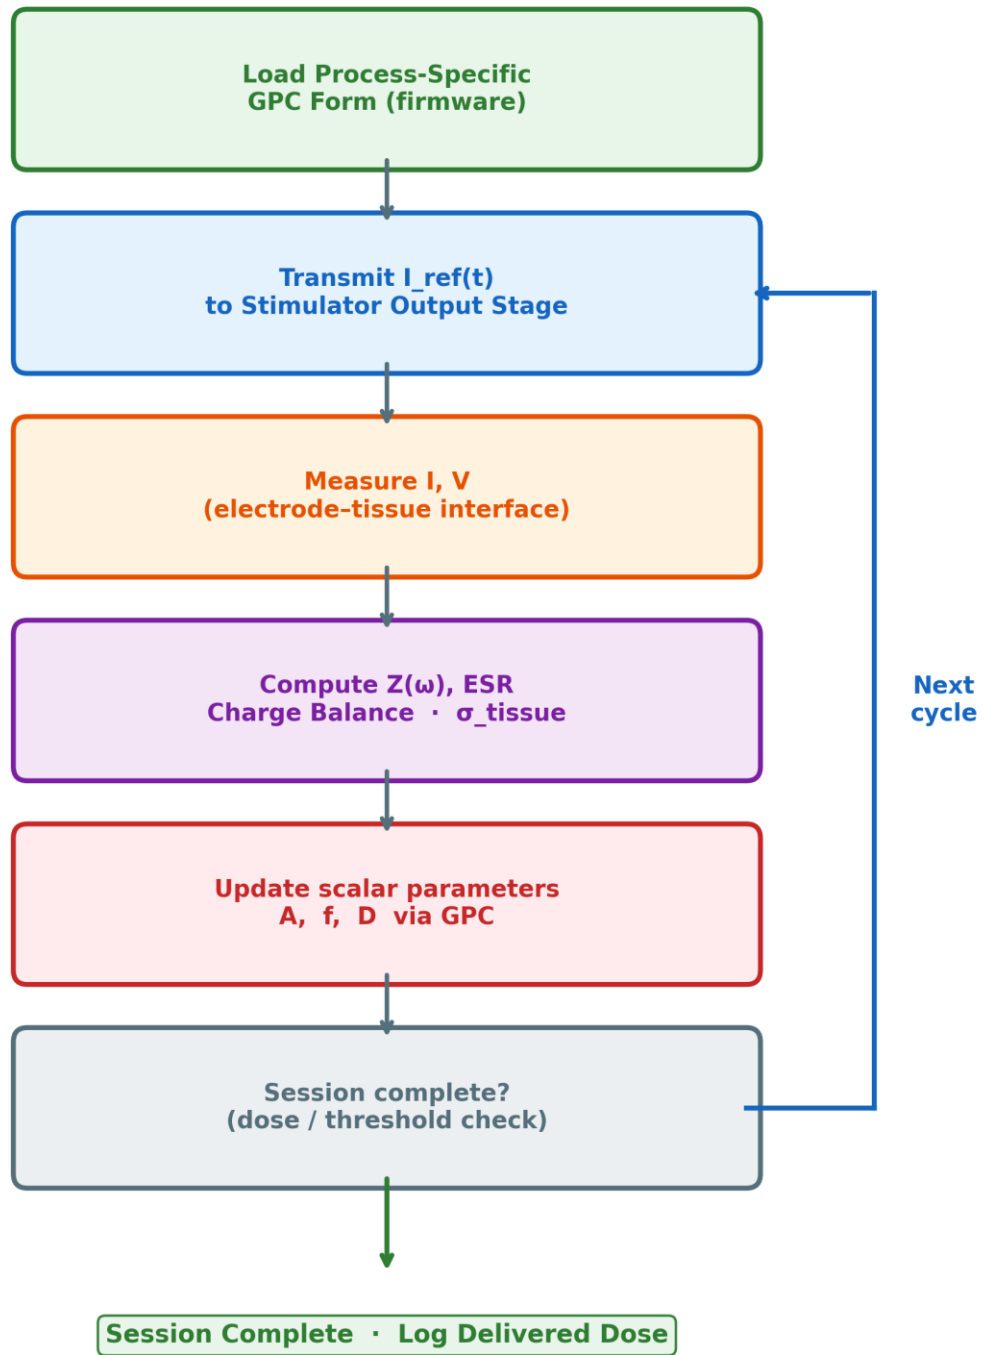 Load Process-Specific
GPC Form (firmware)
Transmit I_ref(t)
to Stimulator Output Stage
Measure I, V
(electrode–tissue interface)
Compute Z(ω), ESR
Charge Balance · σ_tissue
Next
cycle
Update scalar parameters
A, f, D via GPC
Session complete?
(dose / threshold check)
Session Complete · Log Delivered Dose